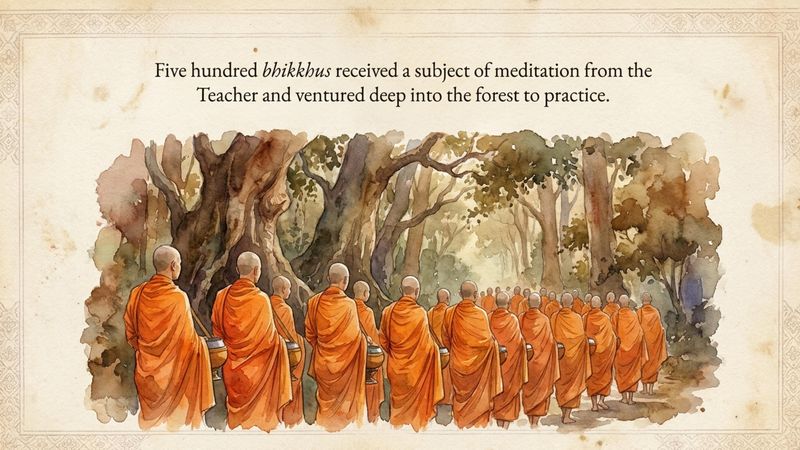 Five hundred bhikkhus received a subject of meditation from the
Teacher and ventured deep into the forest to practice.